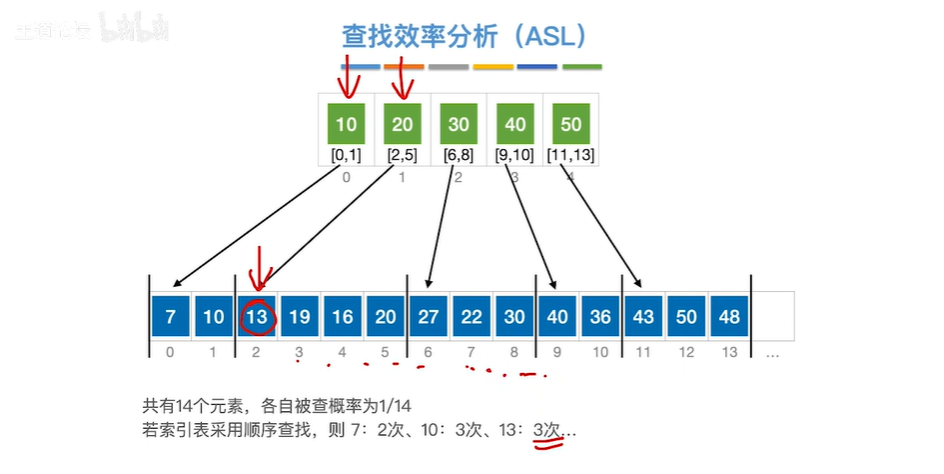 bilibili
查找效率分析（ASL）
10 20 30 40 50
[0,1] [2,5] [6,8] [9,10] [11,13]
0 1 2 3 4
7 10 13 19 16 20 27 22 30 40 36 43 50 48
0 1 2 3 4 5 6 7 8 9 10 11 12 13 ...
共有14个元素，各自被查概率为1/14
若索引表采用顺序查找，则 7：2次、10：3次、13：3次...